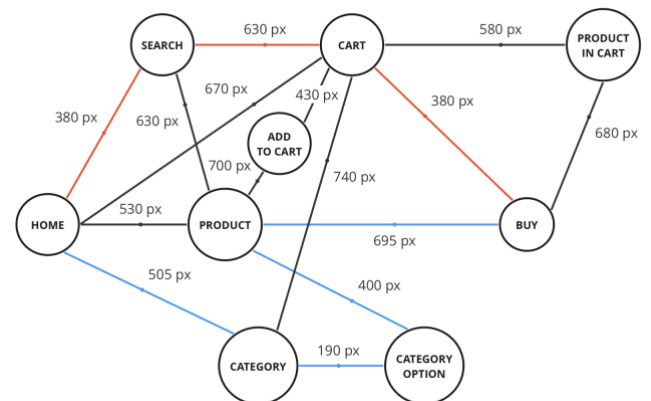 630 px
580 px
SEARCH
CART
PRODUCT
IN CART
670 px
430 px
380 px
630 px
380 px
680 px
ADD
TO CART
700 px
740 px
530 px
HOME
PRODUCT
BUY
695 px
505 px
400 px
190 px
CATEGORY
CATEGORY
OPTION